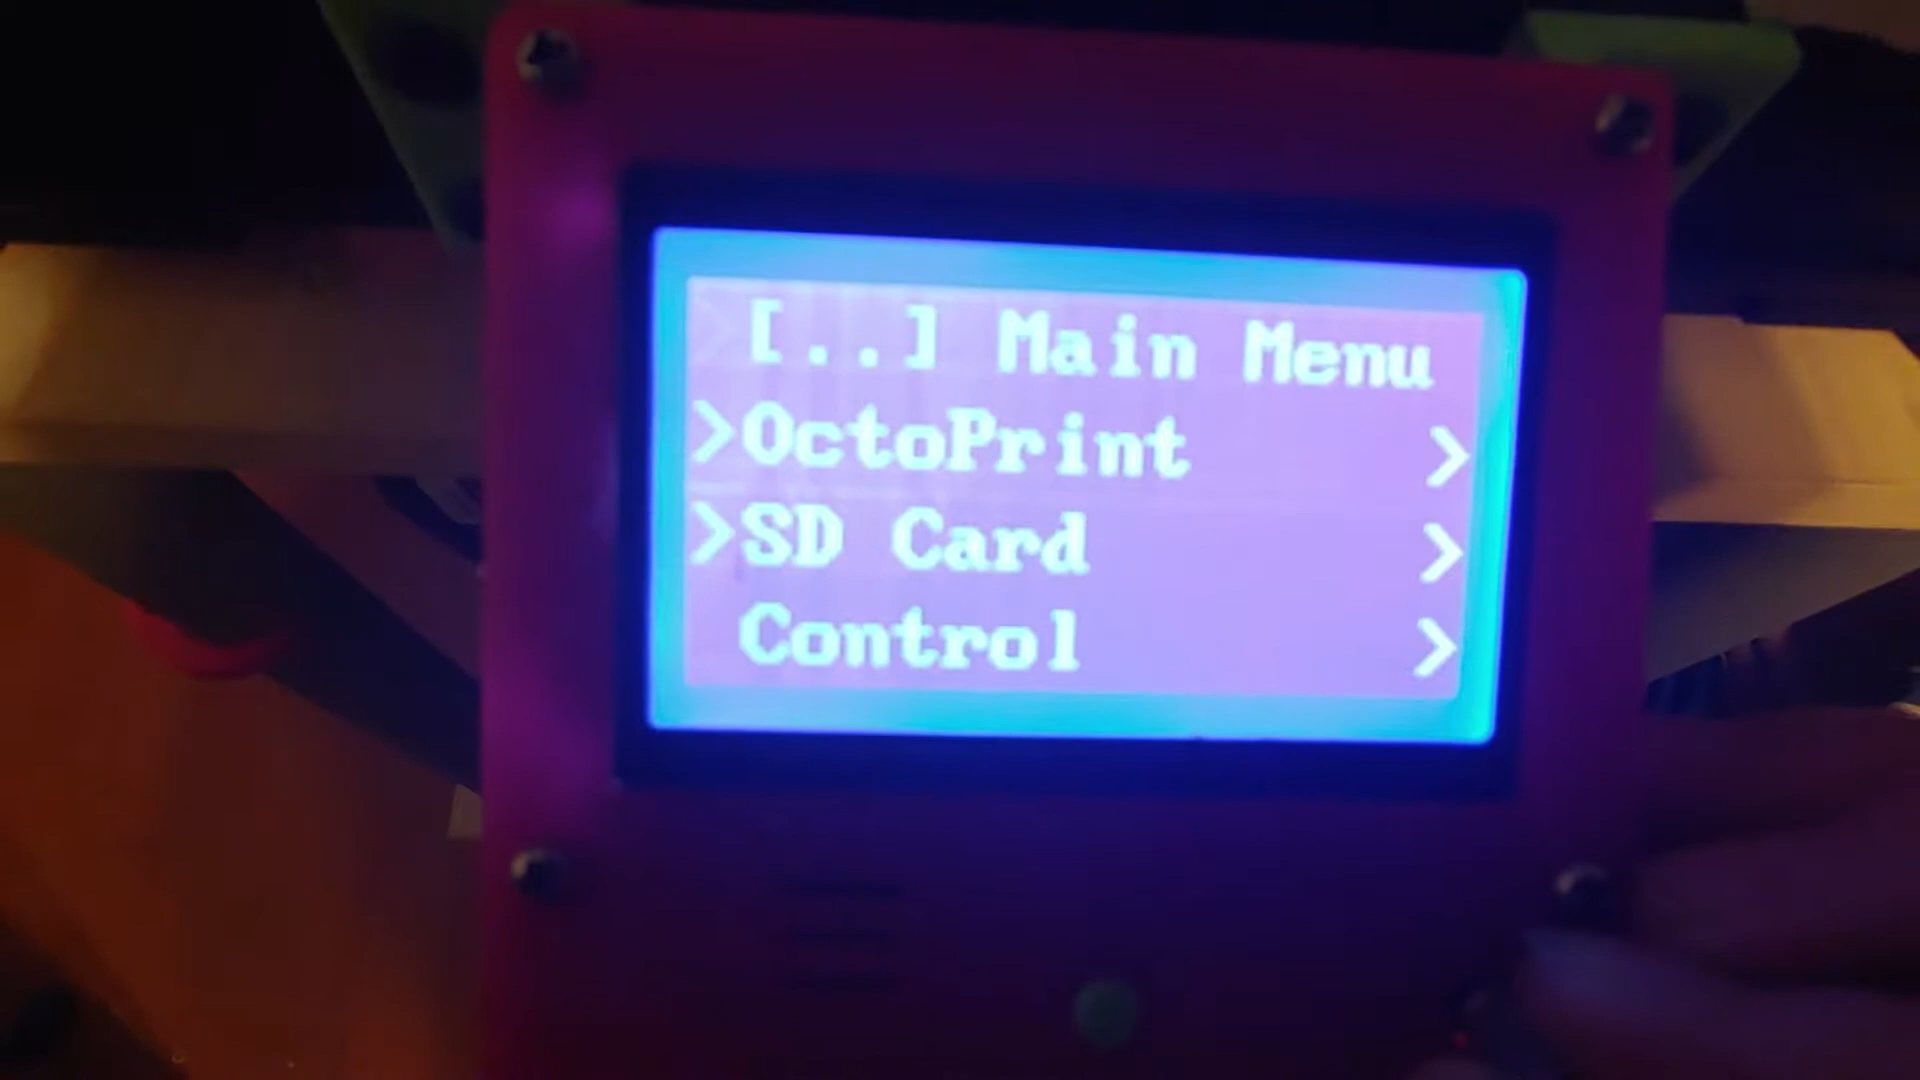 [..] Main Menu
>OctoPrint >
>SD Card >
Control >